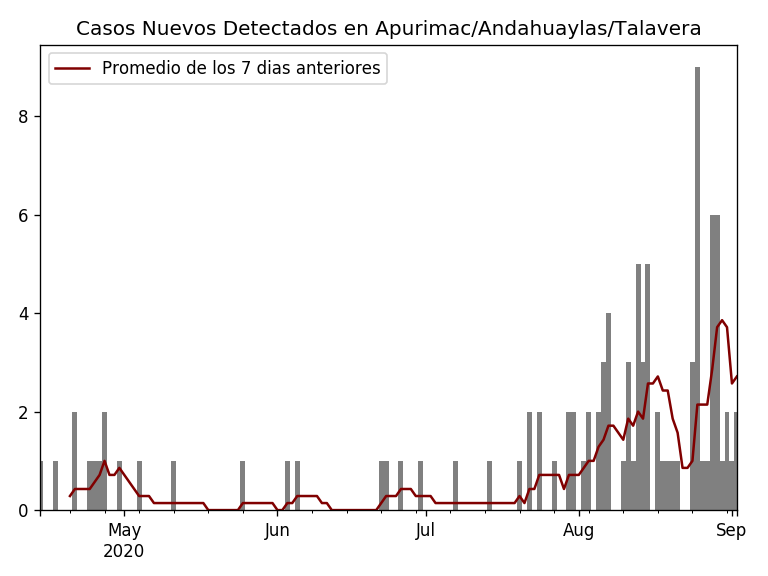 Casos Nuevos Detectados en Apurimac/Andahuaylas/Talavera
Promedio de los 7 dias anteriores
8
6
4
2
0
May Jun Jul Aug Sep
2020